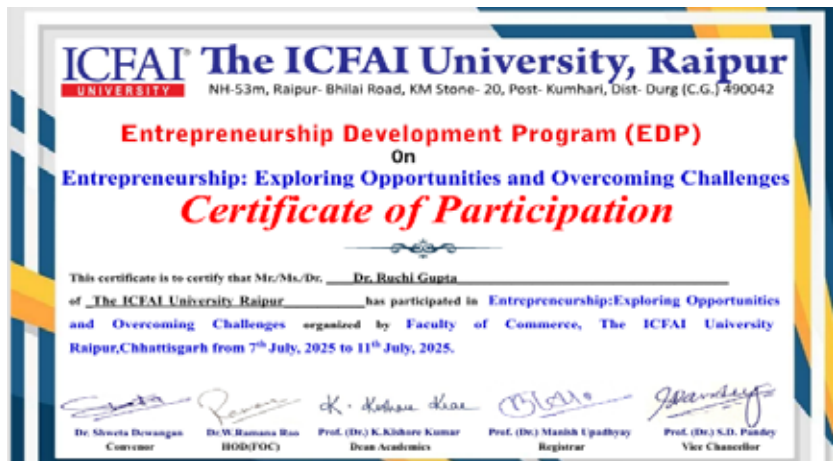 ICFAI The ICFAI University, Raipur
UNIVERSITY
NH-53m, Raipur- Bhilai Road, KM Stone- 20, Post- Kumhari, Dist- Durg (C.G.) 490042
Entrepreneurship Development Program (EDP)
On
Entrepreneurship: Exploring Opportunities and Overcoming Challenges
Certificate of Participation
This certificate is to certify that Mr./Ms./Dr. Dr. Ruchi Gupta
of The ICFAI University Raipur has participated in Entrepreneurship:Exploring Opportunities
and Overcoming Challenges organized by Faculty of Commerce, The ICFAI University
Raipur,Chhattisgarh from 7th July, 2025 to 11th July, 2025.
Dr. Shweta Dewangan Dr.W.Ramana Rao Prof. (Dr.) K.Kishore Kumar Prof. (Dr.) Manish Upadhyay Prof. (Dr.) S.D. Pandey
Convenor HOD(FOC) Dean Academics Registrar Vice Chancellor